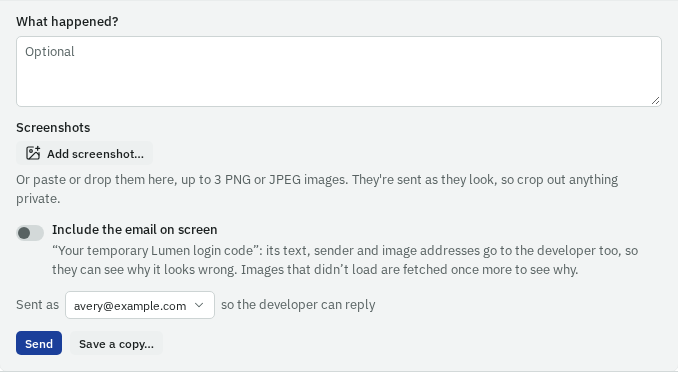 What happened?
Optional
Screenshots
Add screenshot...
Or paste or drop them here, up to 3 PNG or JPEG images. They're sent as they look, so crop out anything
private.
Include the email on screen
“Your temporary Lumen login code”: its text, sender and image addresses go to the developer too, so
they can see why it looks wrong. Images that didn’t load are fetched once more to see why.
Sent as avery@example.com so the developer can reply
Send Save a copy...